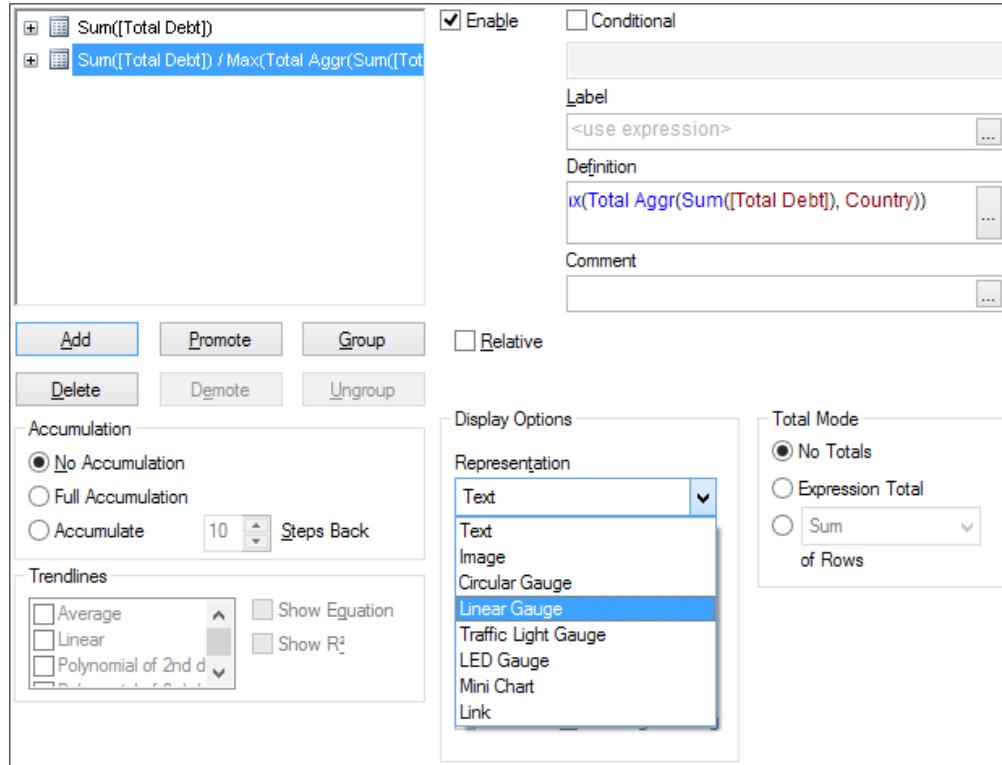 Sum([Total Debt])
Sum([Total Debt]) / Max(Total Aggr(Sum([Tot
Enable
Conditional
Label
<use expression>
...
Definition
x(Total Aggr(Sum([Total Debt]), Country))
...
Comment
...
Add
Promote
Group
Relative
Delete
Demote
Ungroup
Accumulation
No Accumulation
Full Accumulation
Accumulate 10 Steps Back
Trendlines
Average
Linear
Polynomial of 2nd d
Show Equation
Show R²
Display Options
Representation
Text
Text
Image
Circular Gauge
Linear Gauge
Traffic Light Gauge
LED Gauge
Mini Chart
Link
Total Mode
No Totals
Expression Total
Sum
of Rows